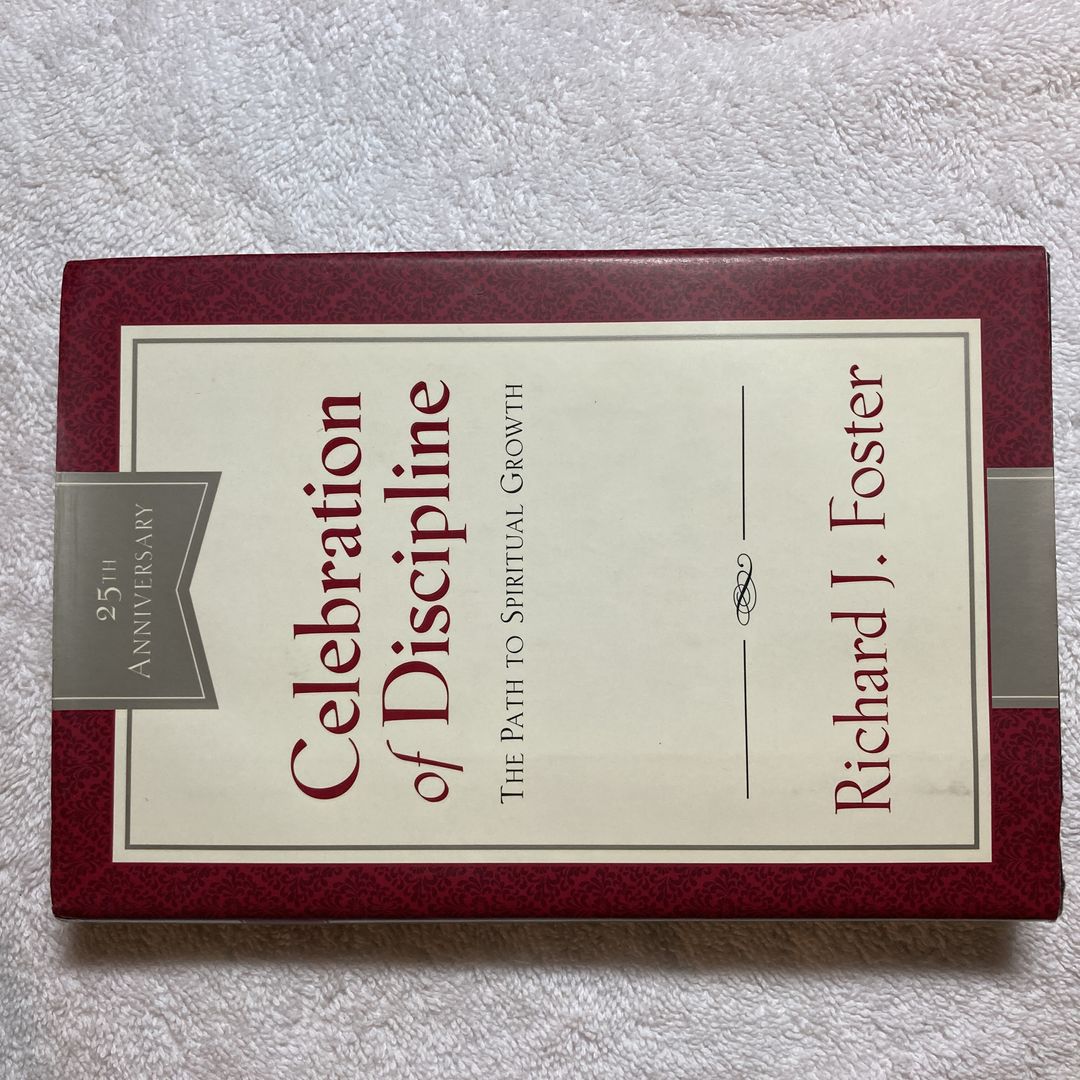 25TH
ANNIVERSARY
Celebration
of Discipline
THE PATH TO SPIRITUAL GROWTH
Richard J. Foster